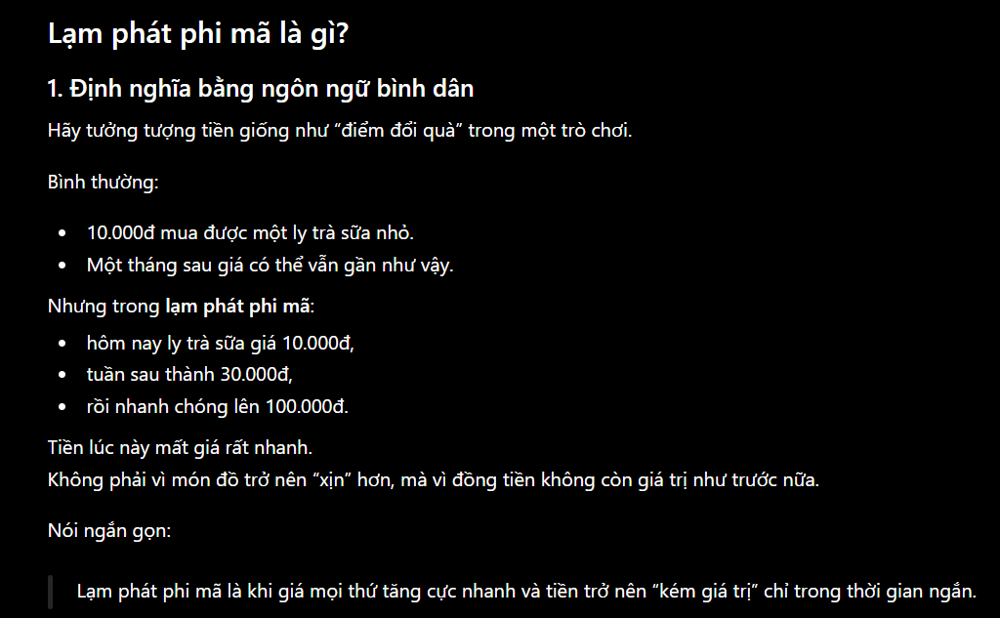 Lạm phát phi mã là gì?
1. Định nghĩa bằng ngôn ngữ bình dân
Hãy tưởng tượng tiền giống như “điểm đổi quà” trong một trò chơi.
Bình thường:
• 10.000đ mua được một ly trà sữa nhỏ.
• Một tháng sau giá có thể vẫn gần như vậy.
Nhưng trong lạm phát phi mã:
• hôm nay ly trà sữa giá 10.000đ,
• tuần sau thành 30.000đ,
• rồi nhanh chóng lên 100.000đ.
Tiền lúc này mất giá rất nhanh.
Không phải vì món đồ trở nên “xịn” hơn, mà vì đồng tiền không còn giá trị như trước nữa.
Nói ngắn gọn:
Lạm phát phi mã là khi giá mọi thứ tăng cực nhanh và tiền trở nên “kém giá trị” chỉ trong thời gian ngắn.